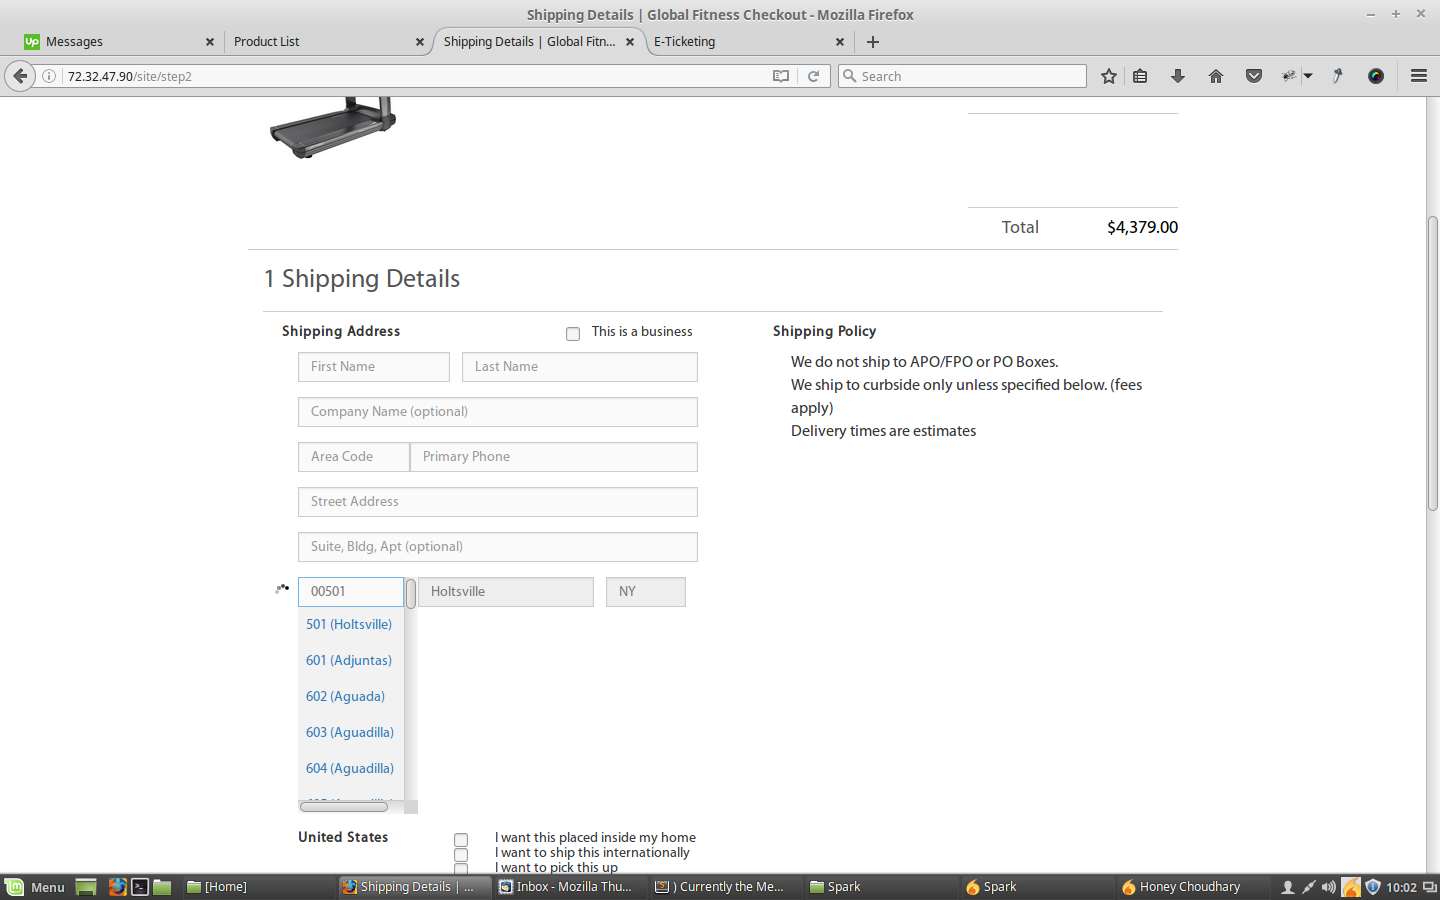 Shipping Details | Global Fitness Checkout - Mozilla Firefox
Up Messages
Product List
Shipping Details | Global Fitn...
E-Ticketing
72.32.47.90/site/step2
Search
Total $4,379.00
1 Shipping Details
Shipping Address
This is a business
First Name
Last Name
Company Name (optional)
Area Code
Primary Phone
Street Address
Suite, Bldg, Apt (optional)
00501
Holtsville
NY
501 (Holtsville)
601 (Adjuntas)
602 (Aguada)
603 (Aguadilla)
604 (Aguadilla)
United States
I want this placed inside my home
I want to ship this internationally
I want to pick this up
Shipping Policy
We do not ship to APO/FPO or PO Boxes.
We ship to curbside only unless specified below. (fees
apply)
Delivery times are estimates
Menu
[Home]
Shipping Details | ...
Inbox - Mozilla Thu...
) Currently the Me...
Spark
Spark
Honey Choudhary
10:02